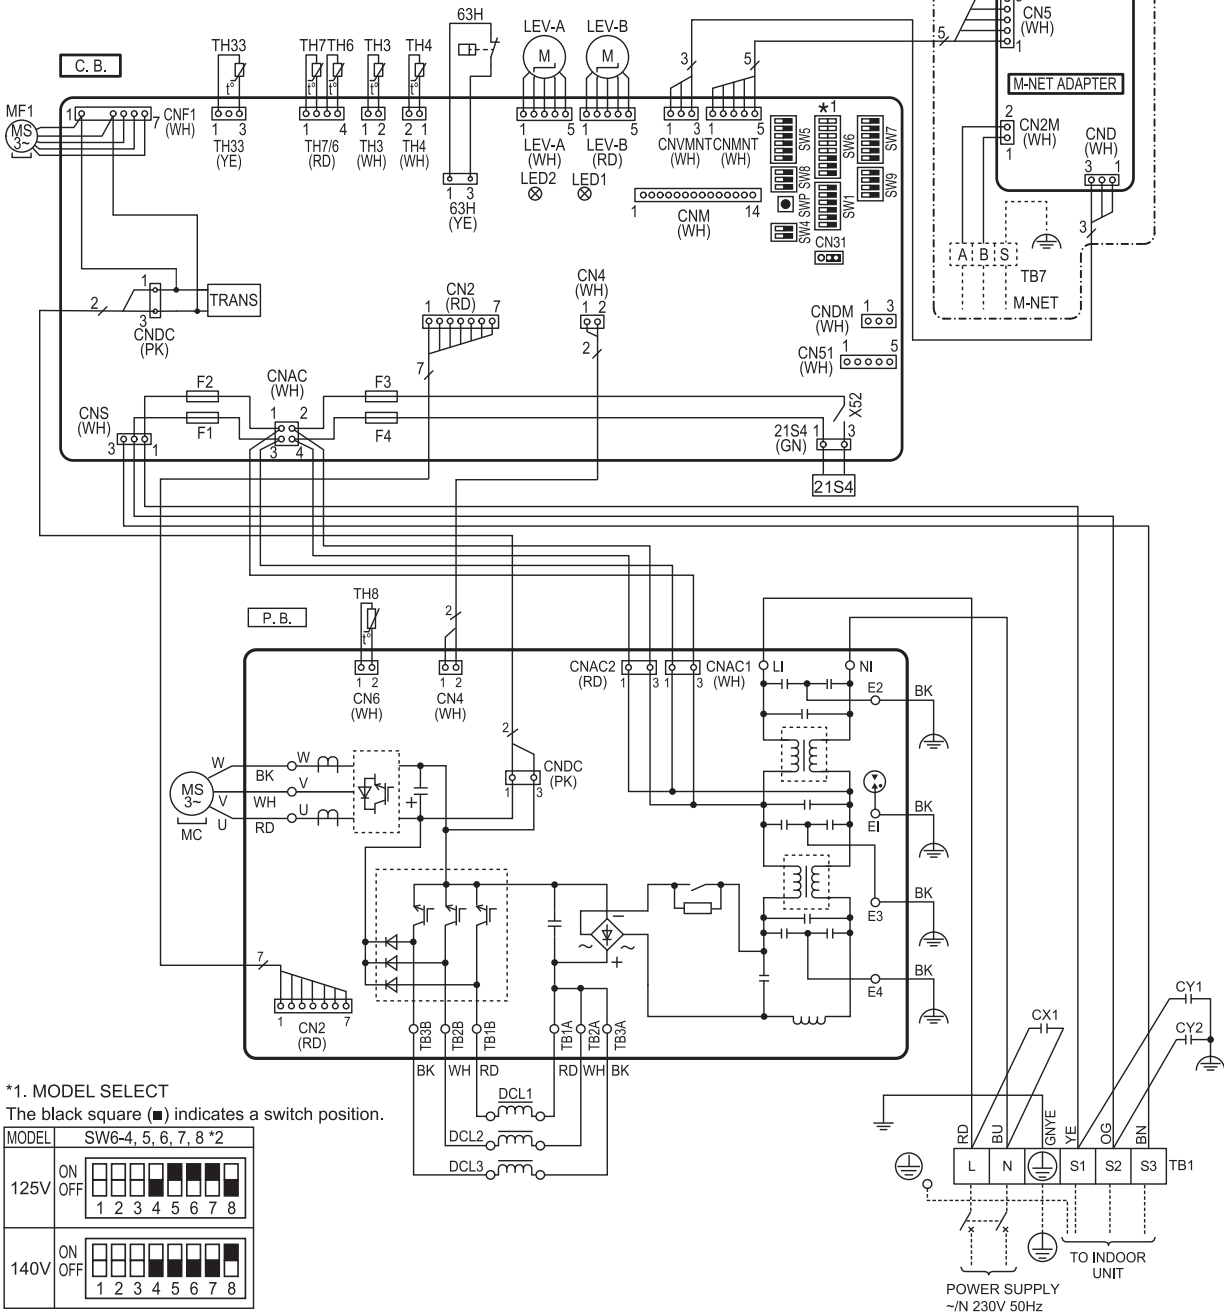 63H
LEV-A
LEV-B
C. B.
TH33
TH7 TH6
TH3
TH4
M
M
3
5
5
CN5
(WH)
1
M-NET ADAPTER
t°
t°
t°
t°
t°
MF1
MS
3~
1
7
CNF1
(WH)
1 3
TH33
(YE)
1 4
TH7/6
(RD)
1 2
TH3
(WH)
2 1
TH4
(WH)
1 3
63H
(YE)
1 5
LEV-A
(WH)
LED2
1 5
LEV-B
(RD)
LED1
1 3
CNVMNT
(WH)
1 5
CNMNT
(WH)
*1
SW5
SW6
SW7
SW8
SW9
SWP
SW1
SW4
CN31
1 14
CNM
(WH)
2
CN2M
(WH)
1
CND
(WH)
3 1
3
A B S
TB7
M-NET
1
3
CNDC
(PK)
2
TRANS
CN2
(RD)
1 7
7
CN4
(WH)
1 2
2
CNDM
(WH)
1 3
CN51
(WH)
1 5
CNS
(WH)
3 1
F2
F1
CNAC
(WH)
1 2
3 4
F3
F4
X52
21S4
(GN)
1 3
21S4
P. B.
TH8
t°
1 2
CN6
(WH)
2
1 2
CN4
(WH)
CNAC2
(RD)
1 3
CNAC1
(WH)
1 3
LI
NI
E2
BK
2
CNDC
(PK)
1 3
MS
3~
MC
W
V
U
BK
WH
RD
W
V
U
+
EI
BK
E3
BK
E4
BK
−
~
~
+
7
1 7
CN2
(RD)
TB3B
TB2B
TB1B
TB1A
TB2A
TB3A
BK WH RD
RD WH BK
DCL1
DCL2
DCL3
CX1
CY1
CY2
RD
BU
GNYE
YE
OG
BN
L N S1 S2 S3 TB1
TO INDOOR
UNIT
POWER SUPPLY
~/N 230V 50Hz
*1. MODEL SELECT
The black square (■) indicates a switch position.
MODEL SW6-4, 5, 6, 7, 8 *2
125V ON
OFF
1 2 3 4 5 6 7 8
140V ON
OFF
1 2 3 4 5 6 7 8